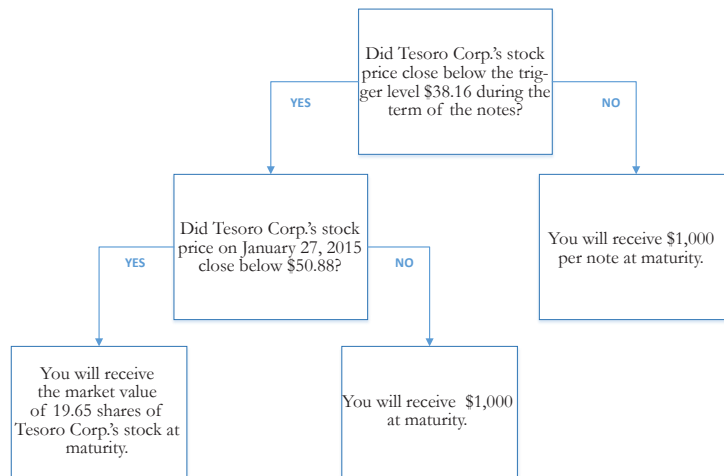 Did Tesoro Corp.'s stock
price close below the trig-
ger level $38.16 during the
term of the notes?
YES
NO
Did Tesoro Corp.'s stock
price on January 27, 2015
close below $50.88?
You will receive $1,000
per note at maturity.
YES
NO
You will receive
the market value
of 19.65 shares of
Tesoro Corp.'s stock at
maturity.
You will receive $1,000
at maturity.